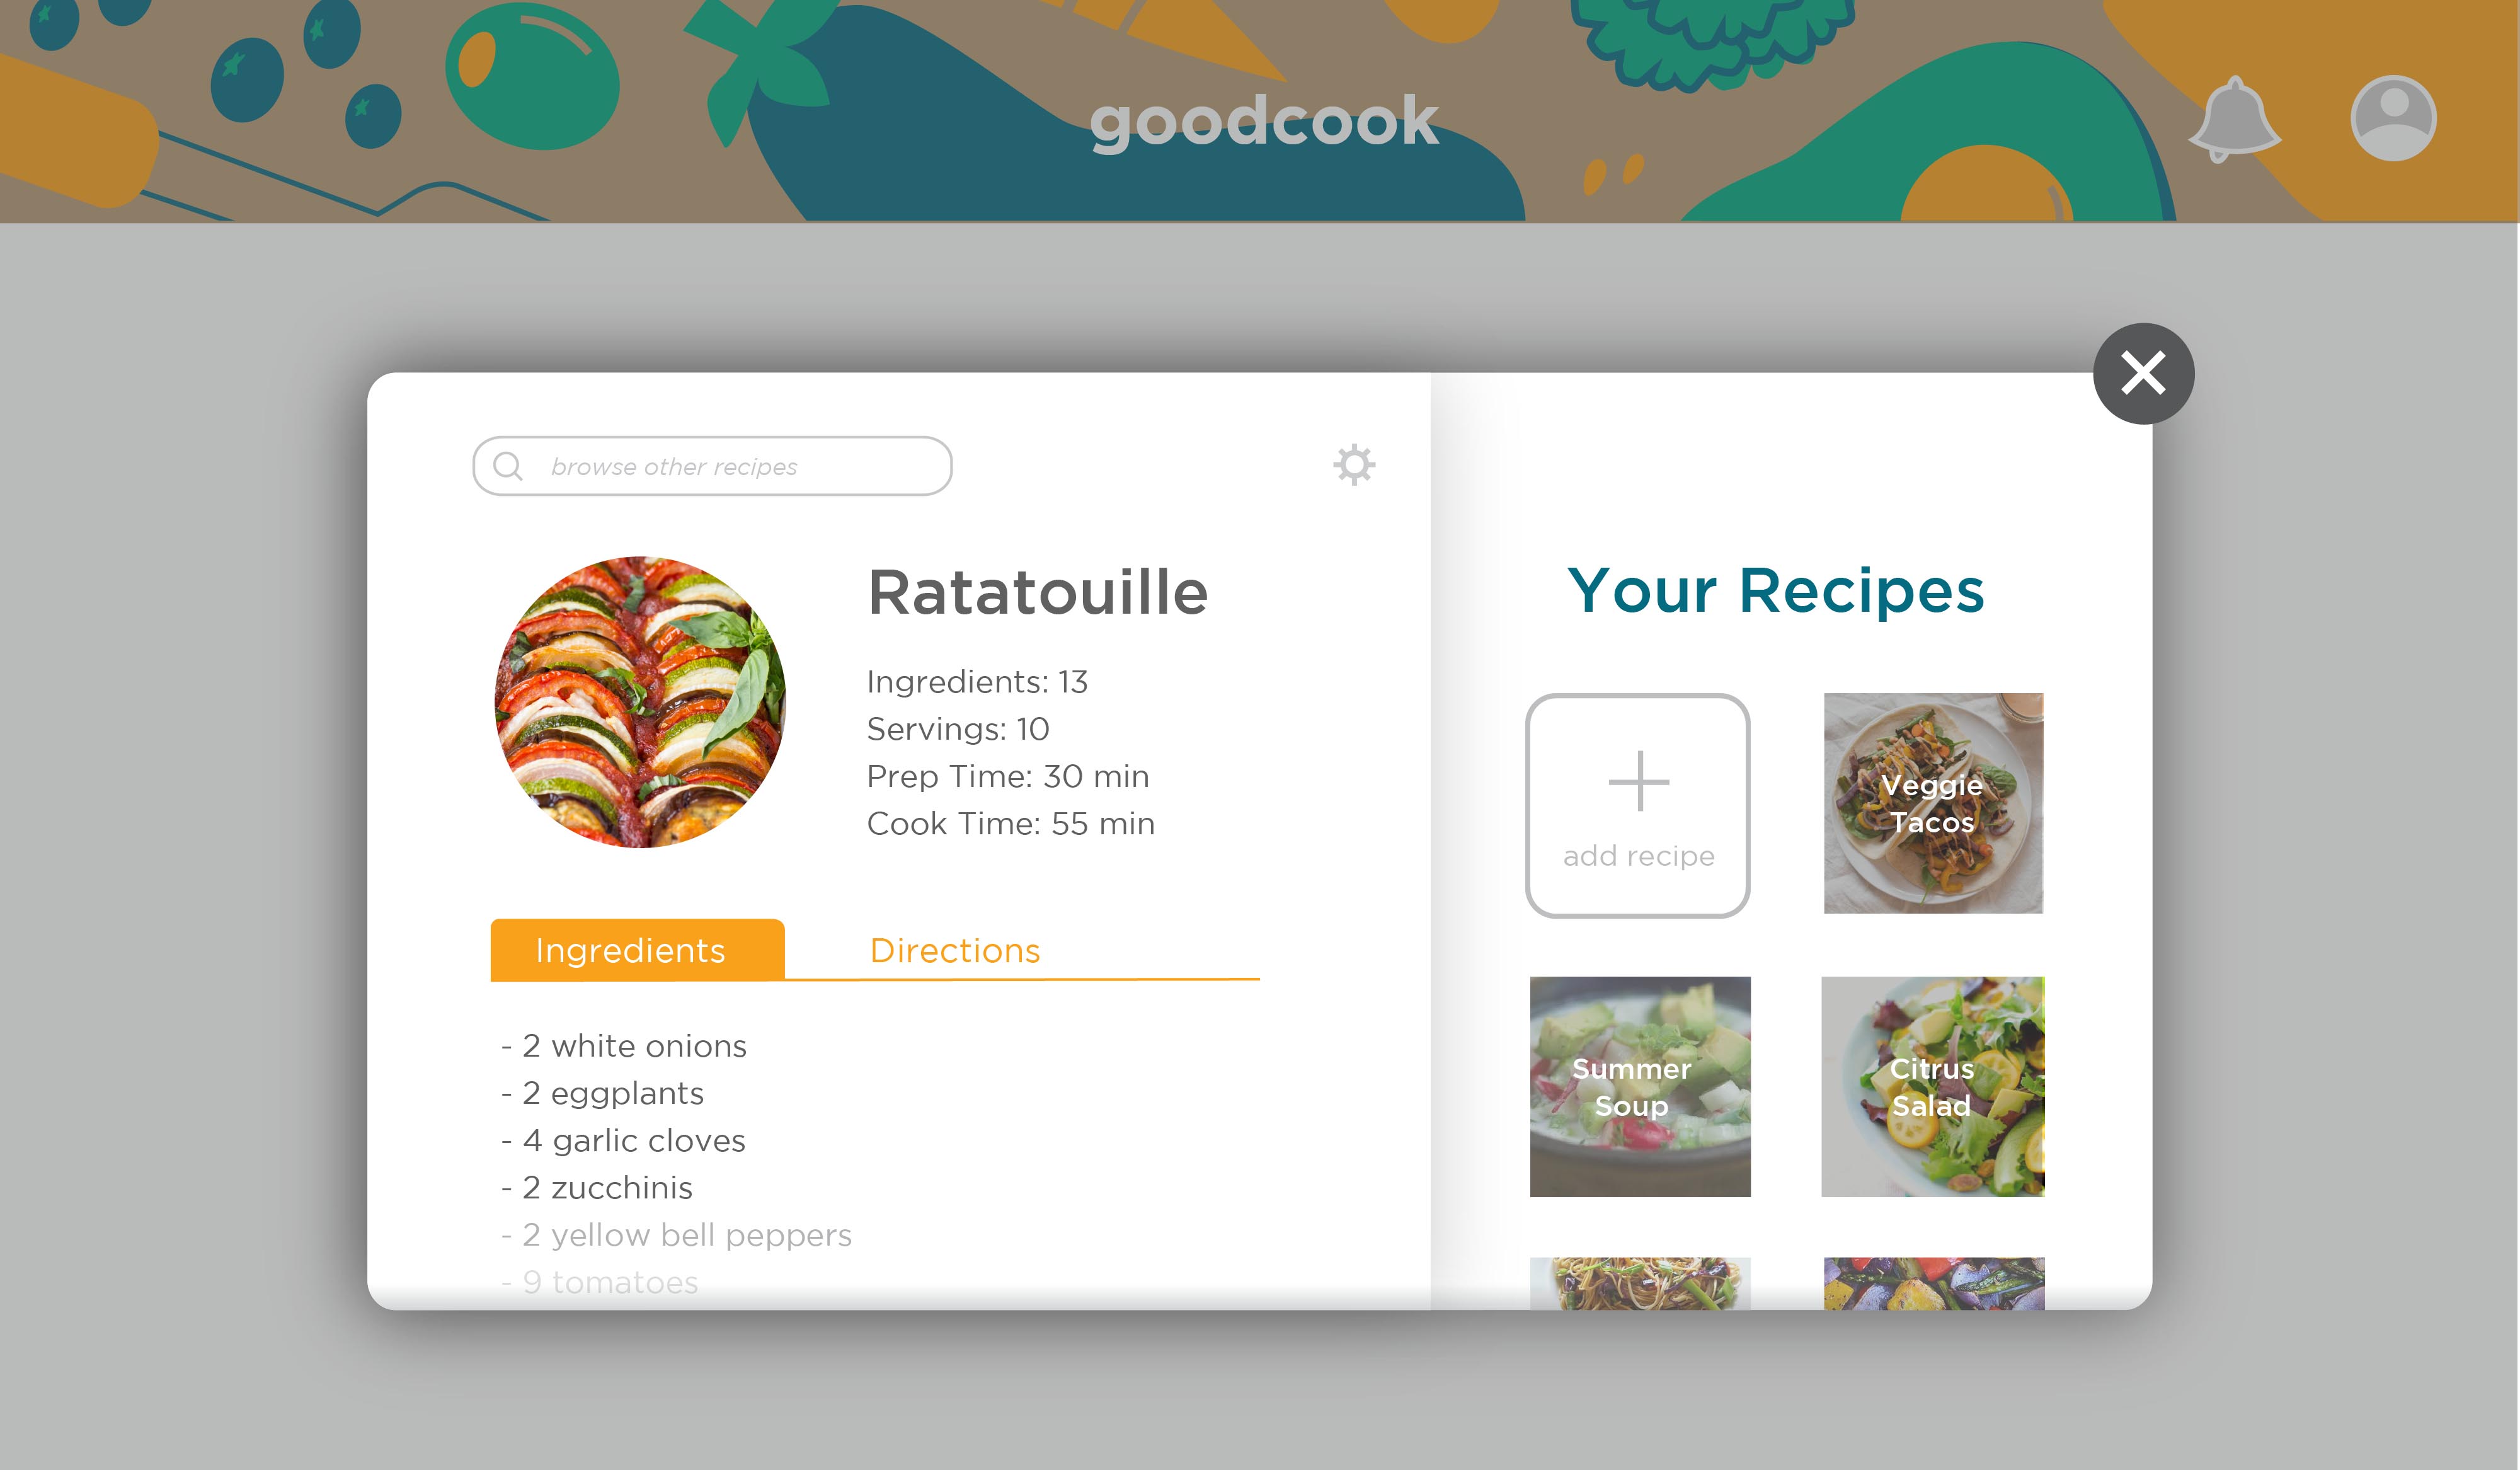 goodcook
browse other recipes
Ratatouille
Ingredients: 13
Servings: 10
Prep Time: 30 min
Cook Time: 55 min
Ingredients
Directions
- 2 white onions
- 2 eggplants
- 4 garlic cloves
- 2 zucchinis
- 2 yellow bell peppers
- 9 tomatoes
Your Recipes
add recipe
Veggie
Tacos
Summer
Soup
Citrus
Salad